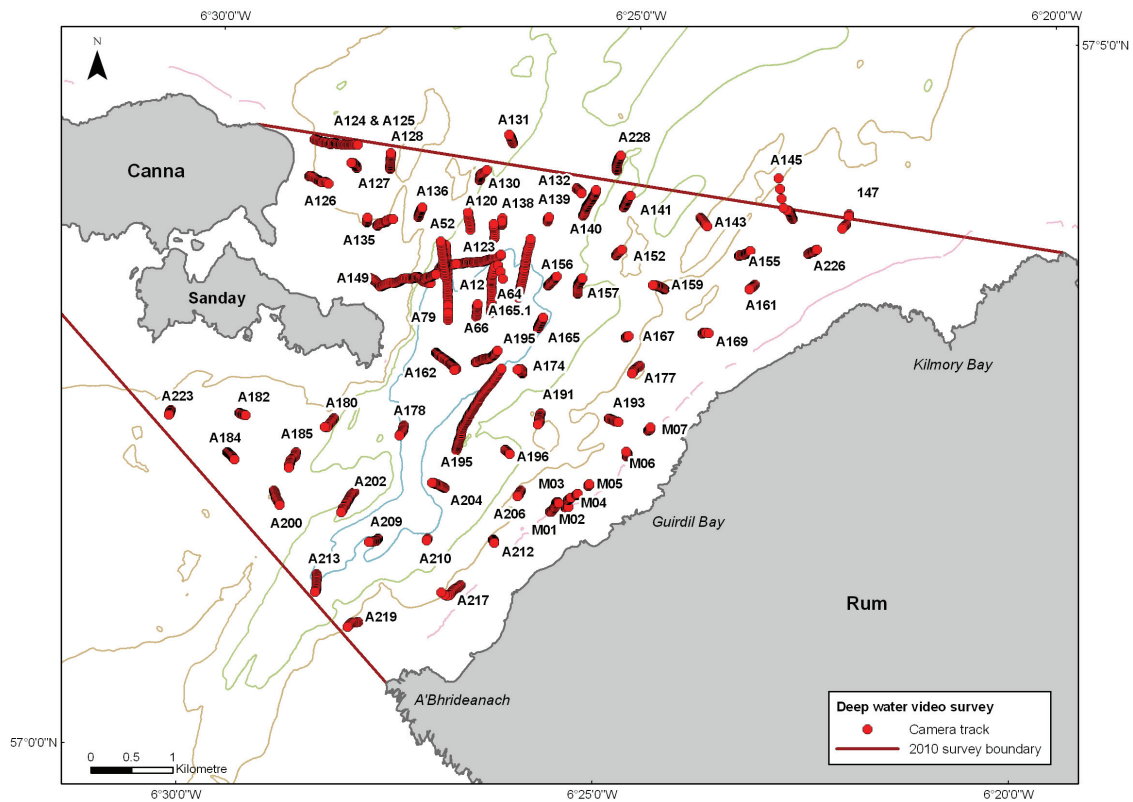 6°30'0"W
6°25'0"W
6°20'0"W
57°5'0"N
N
A131
A124 & A125
A128
A228
A145
Canna
A127
A130
A132
A126
A136
A120
A138
A139
A141
147
A52
A140
A143
A135
A123
A152
A155
A226
A149
A12
A156
A157
A159
A161
Sanday
A64
A79
A66
A165.1
A195
A165
A167
A169
A162
A174
A177
Kilmory Bay
A223
A182
A180
A178
A191
A193
M07
A184
A185
A195
A196
M06
A202
A204
M03
M05
A200
A206
M04
M02
M01
Guirdil Bay
A209
A210
A212
A213
A217
Rum
A219
A'Bhrideanach
Deep water video survey
Camera track
2010 survey boundary
57°0'0"N
0 0.5 1
Kilometre
6°30'0"W
6°25'0"W
6°20'0"W